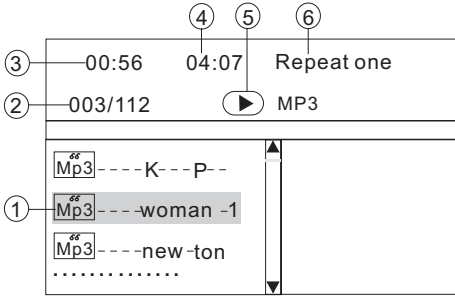 ④ ⑤ ⑥
③ 00:56 04:07 Repeat one
② 003/112 MP3
Mp3 - - - - K - - - P - -
① Mp3 - - - - woman -1
Mp3 - - - - new -ton
..............